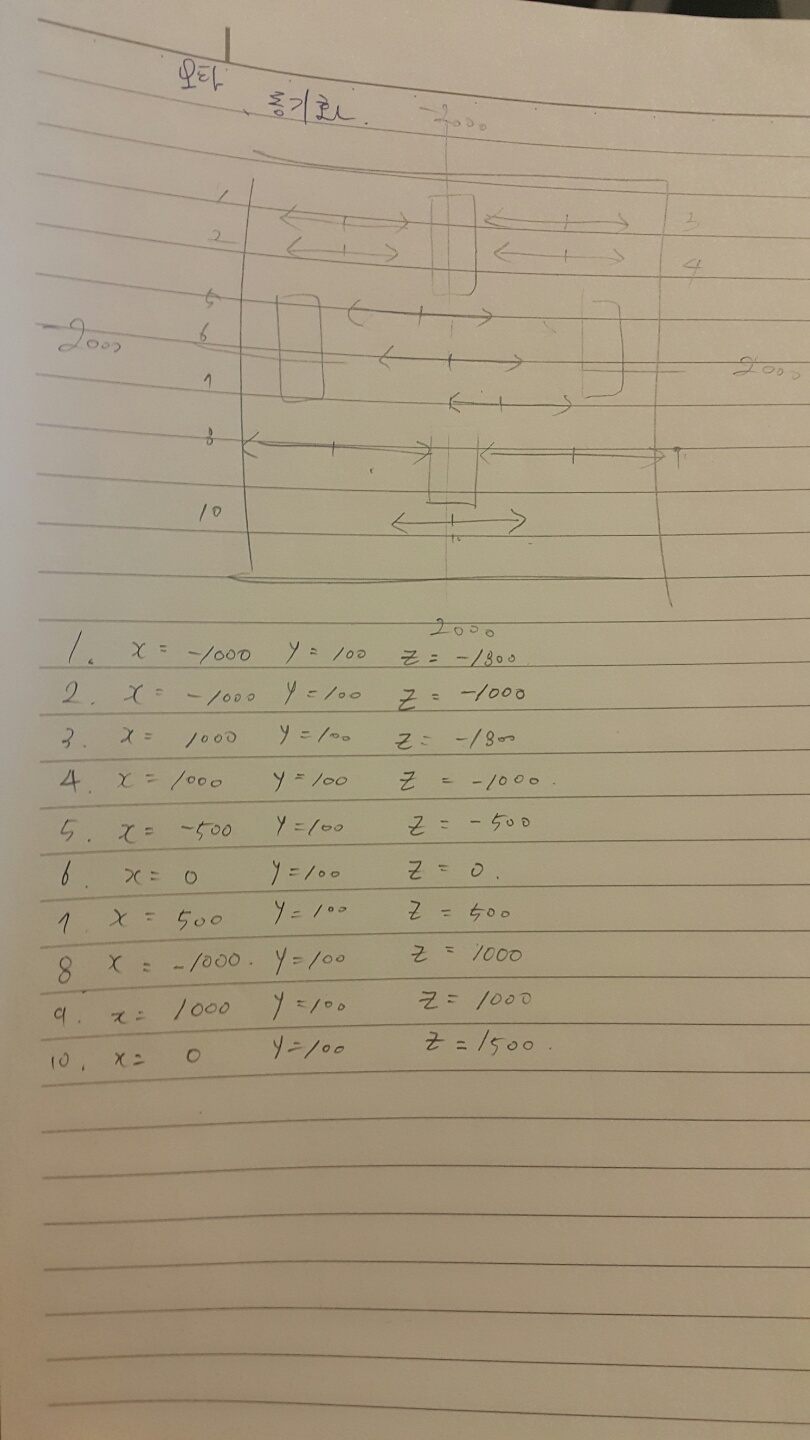 동기화.
-2000
1
3
2
4
5
6
-2000
2000
7
8
9
10
2000
1. x = -1000 y = 100 z = -1800
2. x = -1000 y = 100 z = -1000
3. x = 1000 y = 100 z = -1800
4. x = 1000 y = 100 z = -1000.
5. x = -500 y = 100 z = -500
6. x = 0 y = 100 z = 0.
7 x = 500 y = 100 z = 500
8 x = -1000. y = 100 z = 1000
9. x = 1000 y = 100 z = 1000
10. x = 0 y = 100 z = 1500.